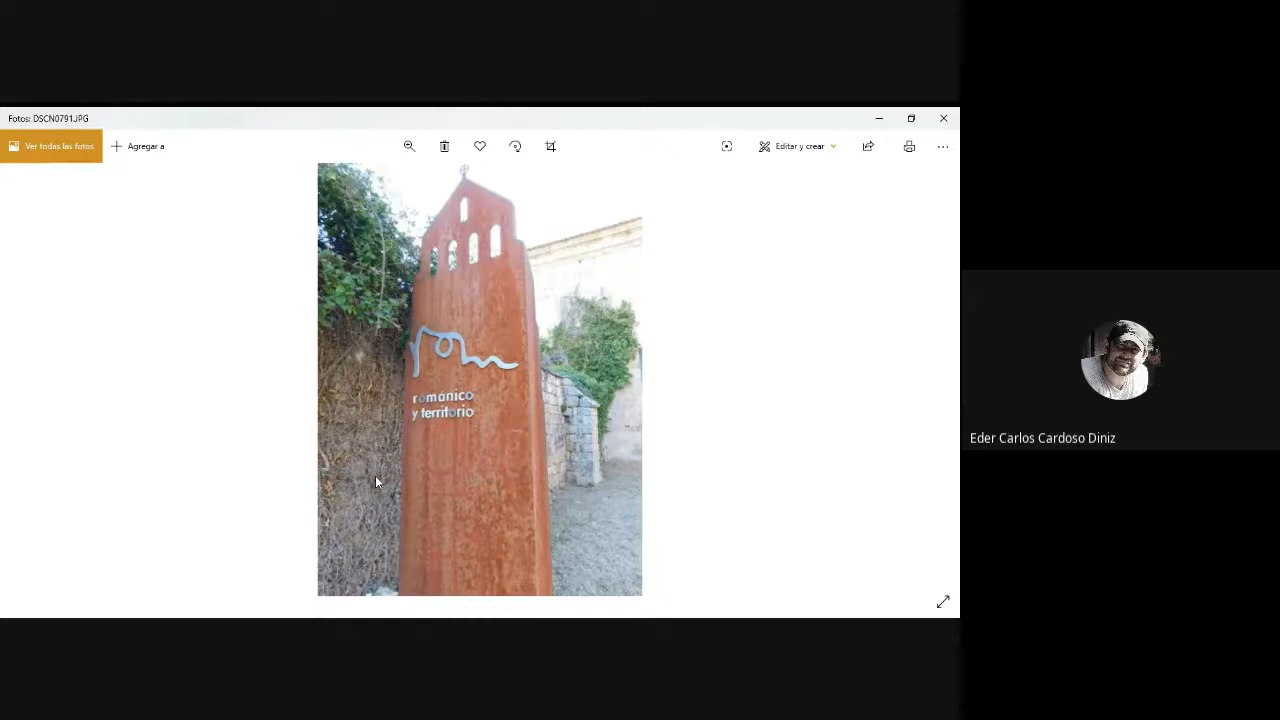 Fotos: DSCN0791.JPG
Ver todas las fotos
Agregar a
Editar y crear
románico
y territorio
Eder Carlos Cardoso Diniz